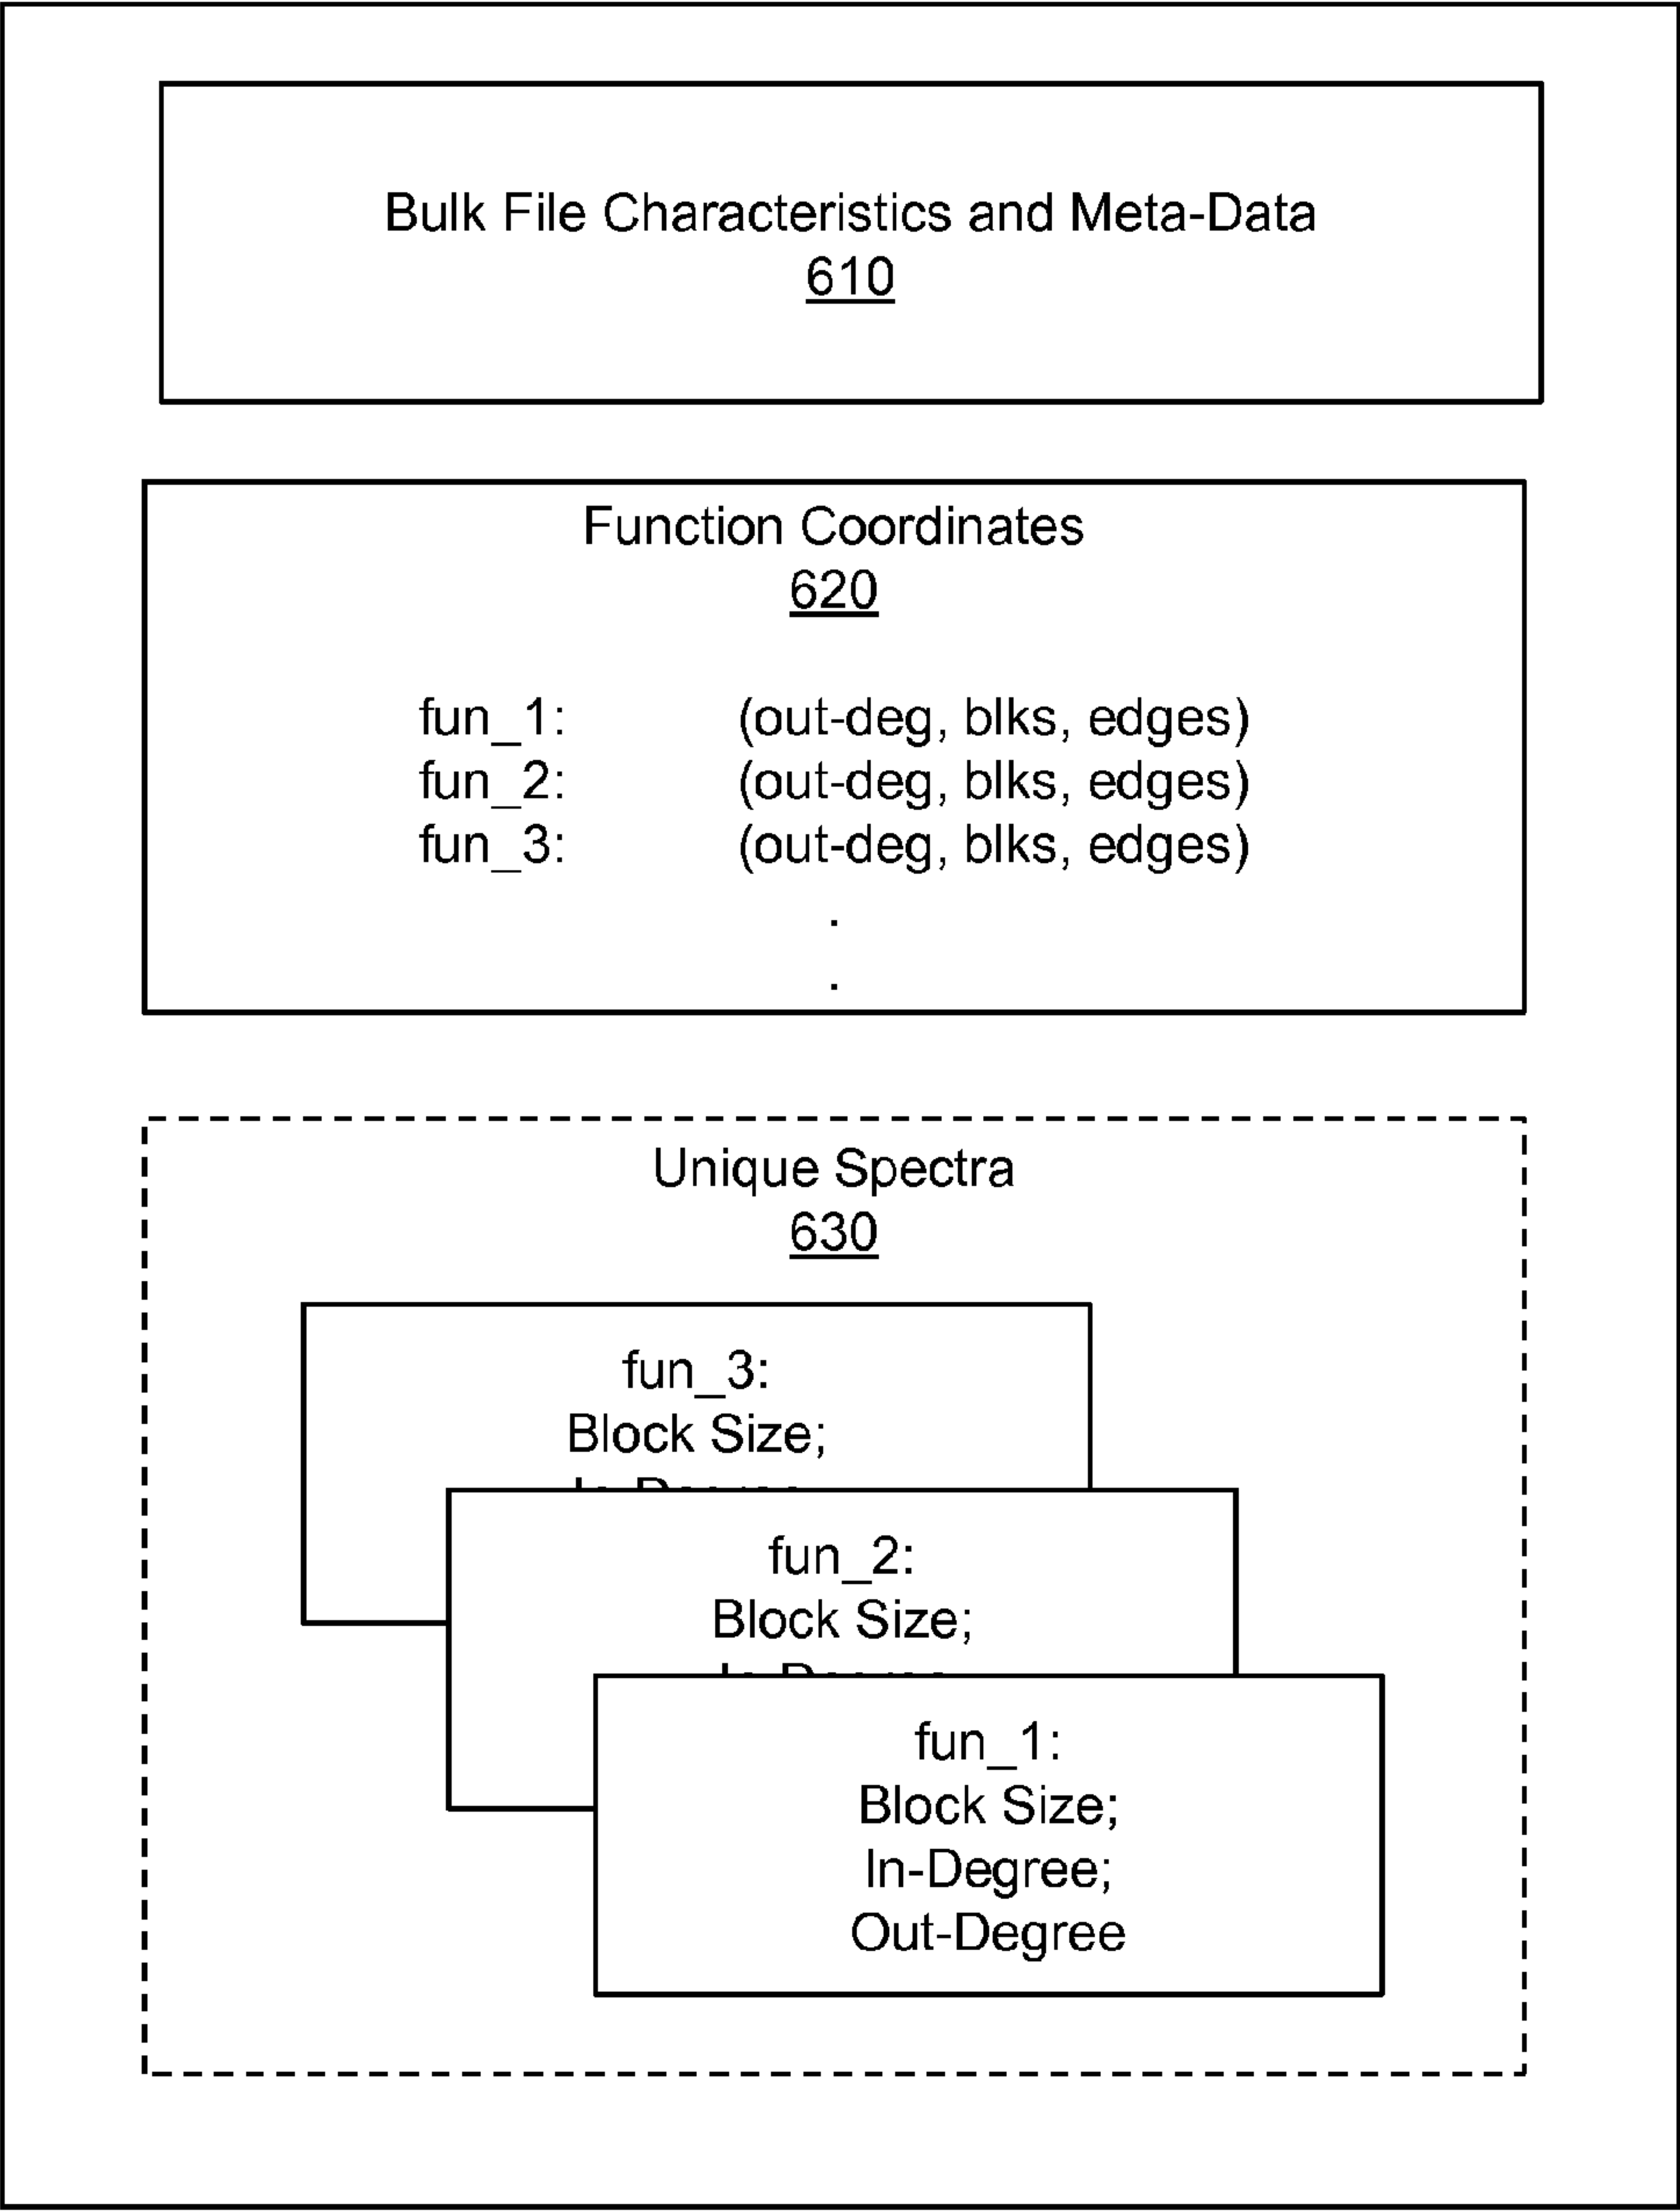 Bulk File Characteristics and Meta-Data
610
Function Coordinates
620
fun_1: (out-deg, blks, edges)
fun_2: (out-deg, blks, edges)
fun_3: (out-deg, blks, edges)
.
.
Unique Spectra
630
fun_3:
Block Size;
fun_2:
Block Size;
fun_1:
Block Size;
In-Degree;
Out-Degree